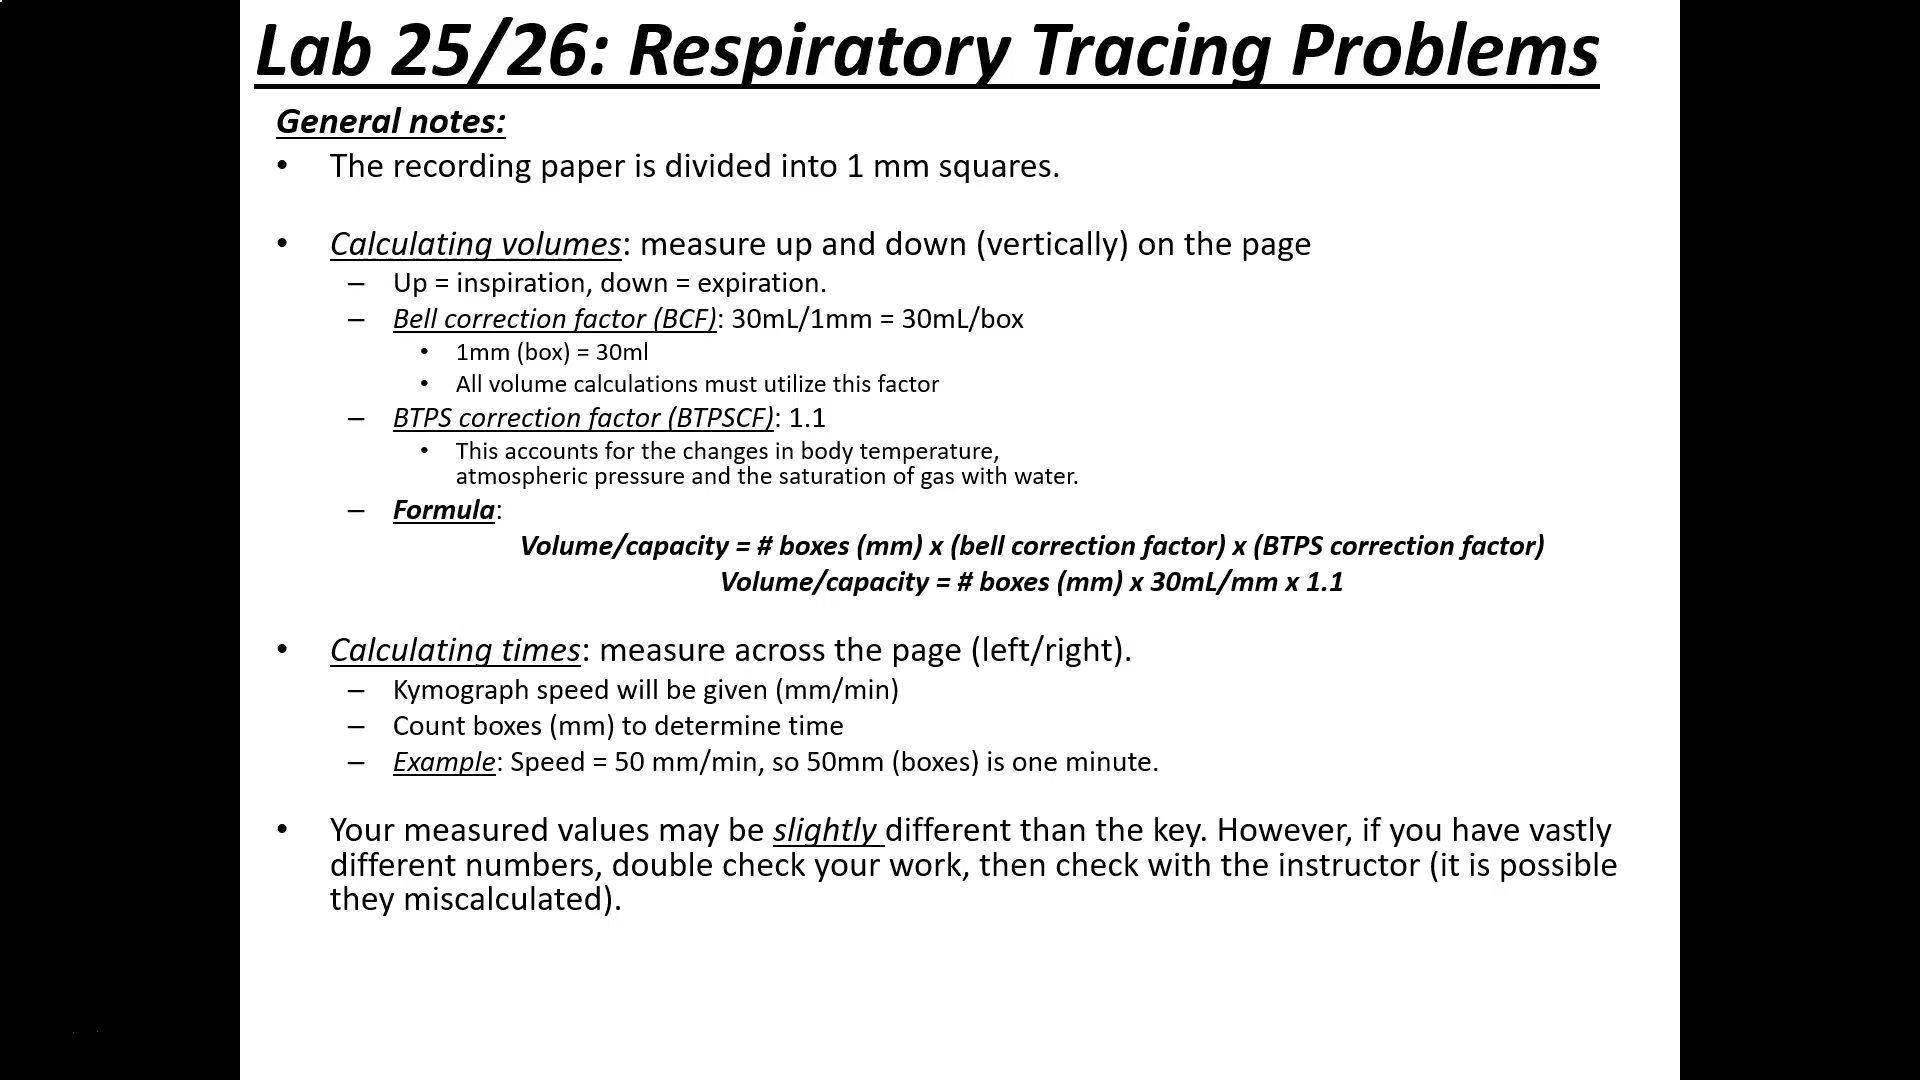 Lab 25/26: Respiratory Tracing Problems
General notes:
• The recording paper is divided into 1 mm squares.
• Calculating volumes: measure up and down (vertically) on the page
– Up = inspiration, down = expiration.
– Bell correction factor (BCF): 30mL/1mm = 30mL/box
• 1mm (box) = 30ml
• All volume calculations must utilize this factor
– BTPS correction factor (BTPSCF): 1.1
• This accounts for the changes in body temperature,
atmospheric pressure and the saturation of gas with water.
– Formula:
Volume/capacity = # boxes (mm) x (bell correction factor) x (BTPS correction factor)
Volume/capacity = # boxes (mm) x 30mL/mm x 1.1
• Calculating times: measure across the page (left/right).
– Kymograph speed will be given (mm/min)
– Count boxes (mm) to determine time
– Example: Speed = 50 mm/min, so 50mm (boxes) is one minute.
• Your measured values may be slightly different than the key. However, if you have vastly
different numbers, double check your work, then check with the instructor (it is possible
they miscalculated).